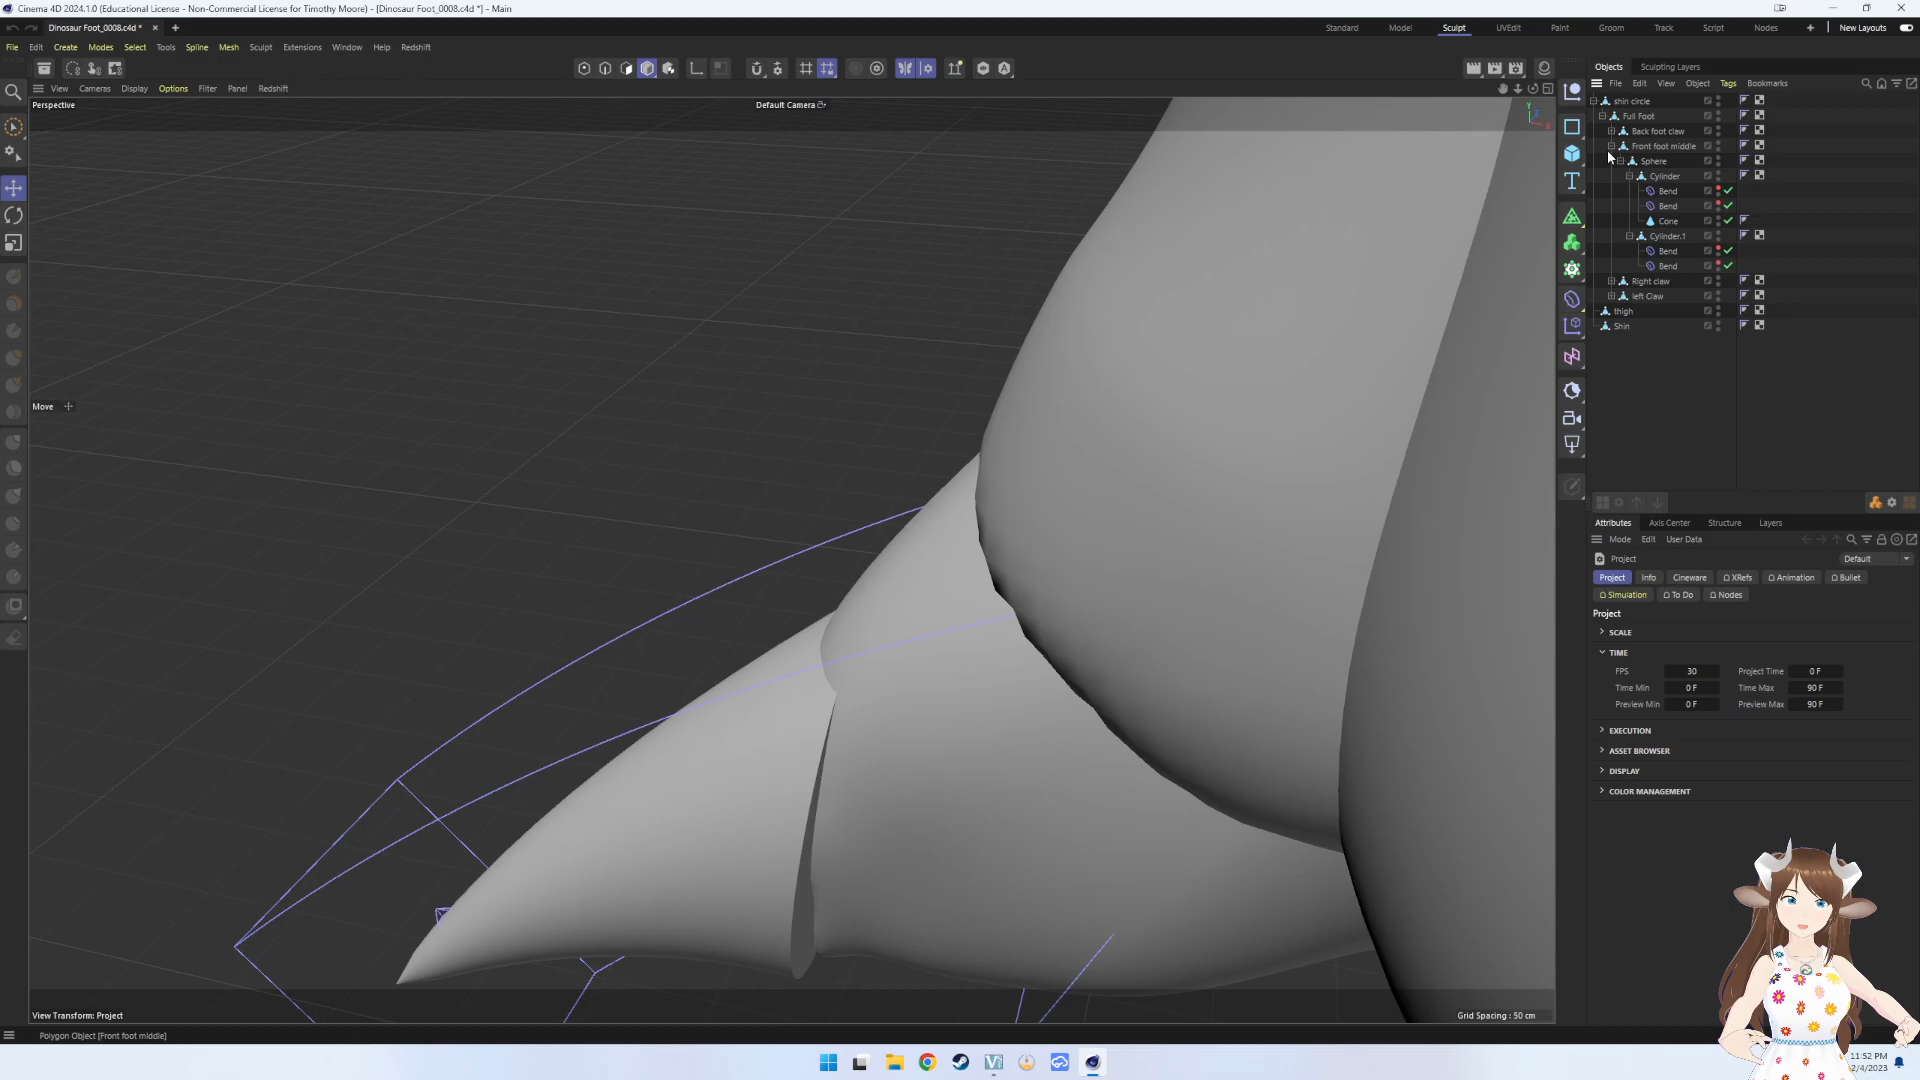 Cinema 4D 2024.1.0 (Educational License - Non-Commercial License for Timothy Moore) - [Dinosaur Foot_0008.c4d *] - Main
Dinosaur Foot_0008.c4d *
Standard Model Sculpt UVEdit Paint Groom Track Script Nodes New Layouts
File Edit Create Modes Select Tools Spline Mesh Sculpt Extensions Window Help Redshift
Objects Sculpting Layers
File Edit View Object Tags Bookmarks
View Cameras Display Options Filter Panel Redshift
Perspective
Default Camera
Y
Z
X
shin circle
Full Foot
Back foot claw
Front foot middle
Sphere
Cylinder
Bend
Bend
Cone
Cylinder.1
Bend
Bend
Right claw
left Claw
thigh
Shin
Move
Attributes Axis Center Structure Layers
Mode Edit User Data
Project Default
Project Info Cineware XRefs Animation Bullet
Simulation To Do Nodes
Project
SCALE
TIME
FPS 30 Project Time 0 F
Time Min 0 F Time Max 90 F
Preview Min 0 F Preview Max 90 F
EXECUTION
ASSET BROWSER
DISPLAY
COLOR MANAGEMENT
View Transform: Project
Grid Spacing : 50 cm
Polygon Object [Front foot middle]
11:52 PM
2/4/2023